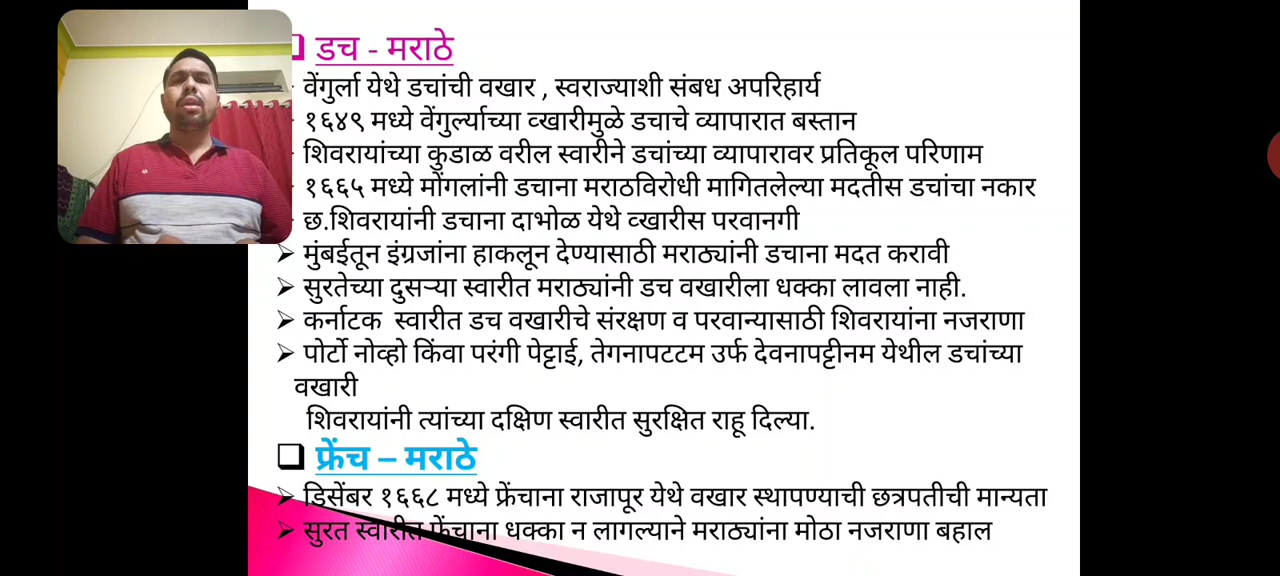 ❑ डच - मराठे
वेंगुर्ला येथे डचांची वखार , स्वराज्याशी संबध अपरिहार्य
१६४९ मध्ये वेंगुर्ल्याच्या व्खारीमुळे डचाचे व्यापारात बस्तान
शिवरायांच्या कुडाळ वरील स्वारीने डचांच्या व्यापारावर प्रतिकूल परिणाम
१६६५ मध्ये मोंगलांनी डचाना मराठविरोधी मागितलेल्या मदतीस डचांचा नकार
छ.शिवरायांनी डचाना दाभोळ येथे व्खारीस परवानगी
➢ मुंबईतून इंग्रजांना हाकलून देण्यासाठी मराठ्यांनी डचाना मदत करावी
➢ सुरतेच्या दुसऱ्या स्वारीत मराठ्यांनी डच वखारीला धक्का लावला नाही.
➢ कर्नाटक स्वारीत डच वखारीचे संरक्षण व परवान्यासाठी शिवरायांना नजराणा
➢ पोर्टो नोव्हो किंवा परंगी पेट्टाई, तेगनापटटम उर्फ देवनापट्टीनम येथील डचांच्या
वखारी
शिवरायांनी त्यांच्या दक्षिण स्वारीत सुरक्षित राहू दिल्या.
❑ फ्रेंच – मराठे
➢ डिसेंबर १६६८ मध्ये फ्रेंचाना राजापूर येथे वखार स्थापण्याची छत्रपतीची मान्यता
➢ सुरत स्वारीत फ्रेंचाना धक्का न लागल्याने मराठ्यांना मोठा नजराणा बहाल